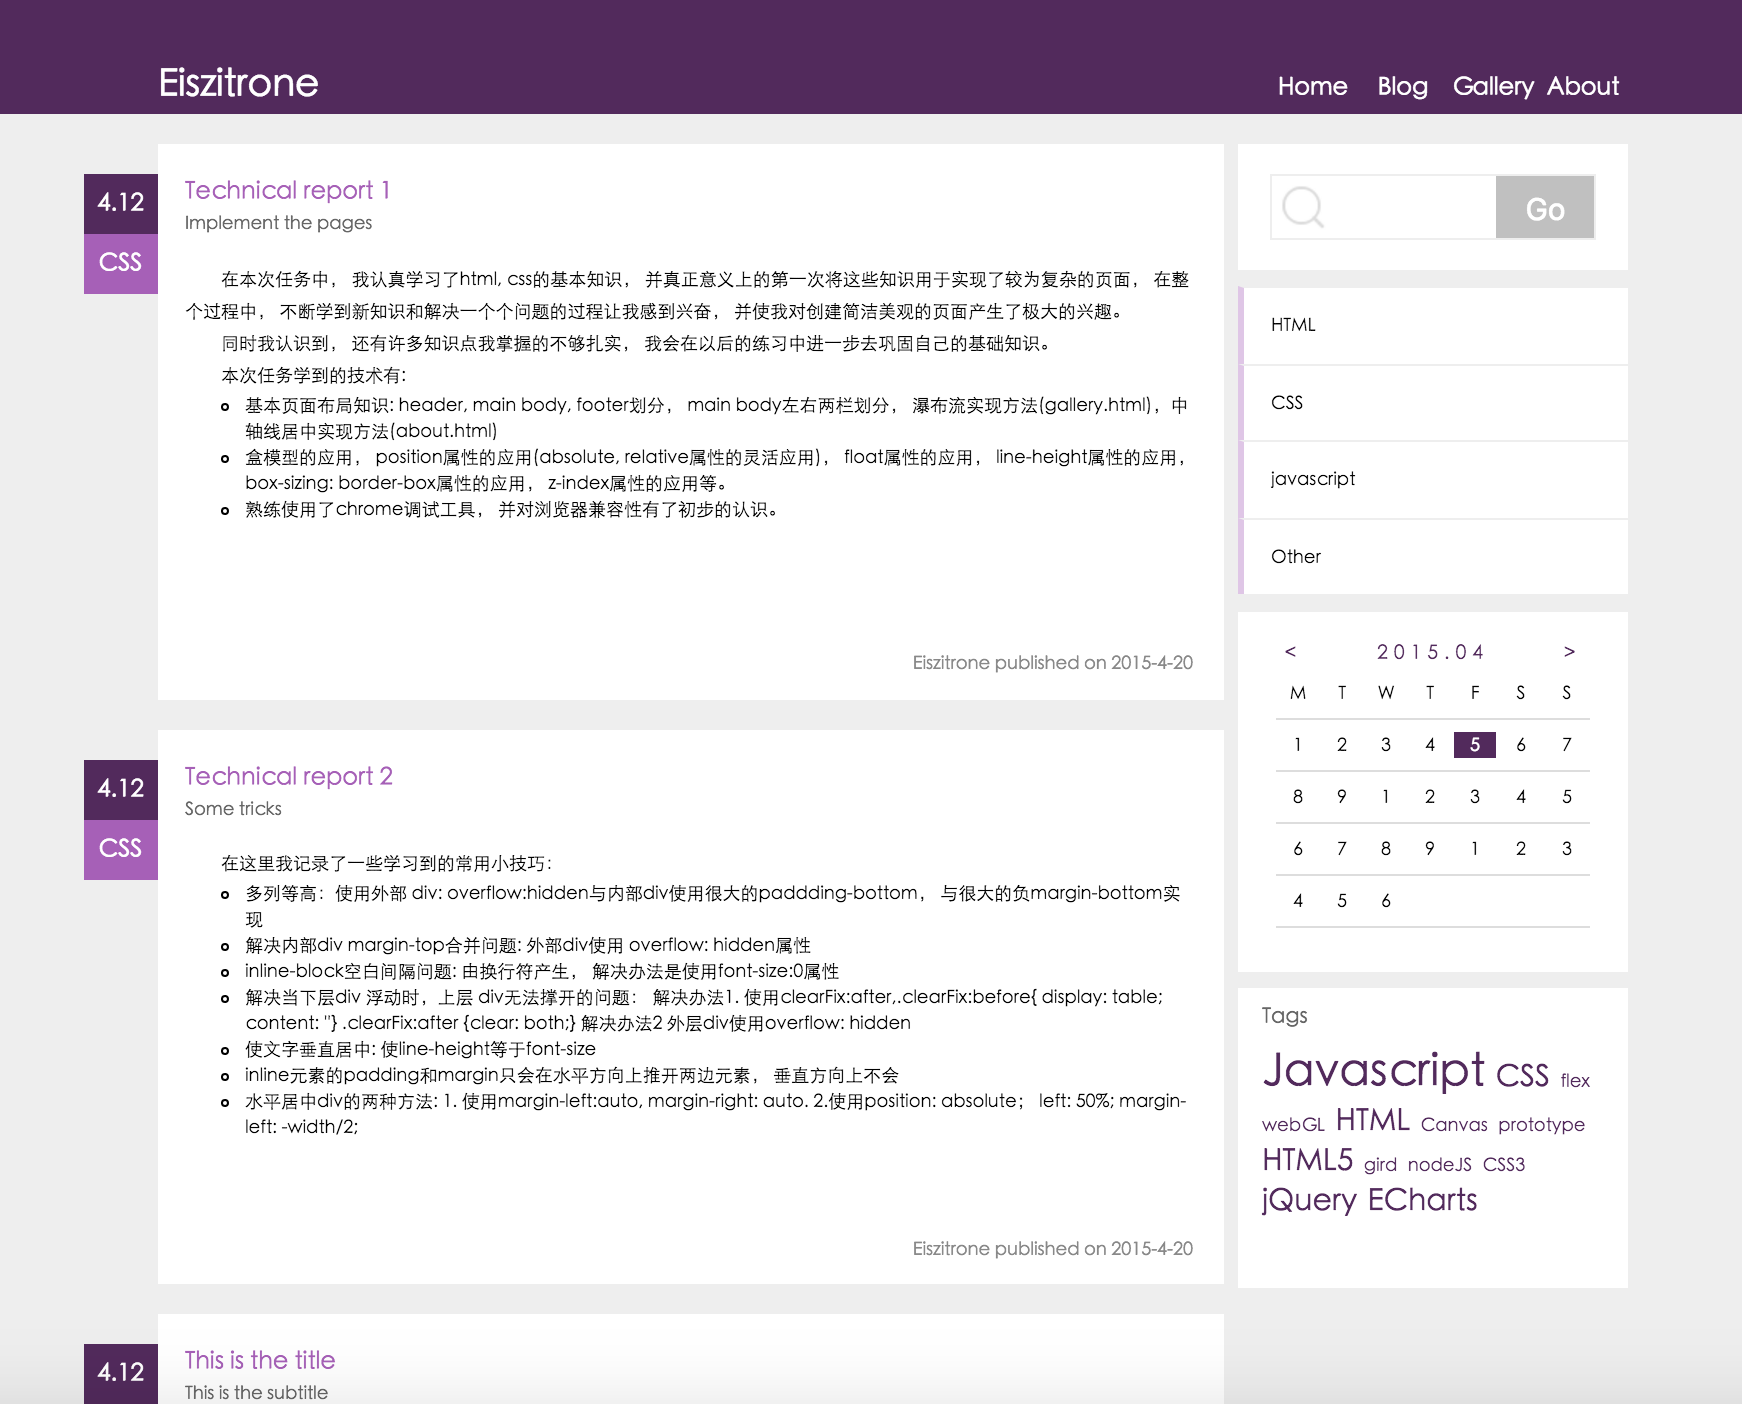 Eiszitrone
Home Blog Gallery About
4.12
CSS
Technical report 1
Implement the pages
在本次任务中， 我认真学习了html, css的基本知识， 并真正意义上的第一次将这些知识用于实现了较为复杂的页面， 在整
个过程中， 不断学到新知识和解决一个个问题的过程让我感到兴奋， 并使我对创建简洁美观的页面产生了极大的兴趣。
同时我认识到， 还有许多知识点我掌握的不够扎实， 我会在以后的练习中进一步去巩固自己的基础知识。
本次任务学到的技术有:
基本页面布局知识: header, main body, footer划分， main body左右两栏划分， 瀑布流实现方法(gallery.html)，中
轴线居中实现方法(about.html)
盒模型的应用， position属性的应用(absolute, relative属性的灵活应用)， float属性的应用， line-height属性的应用，
box-sizing: border-box属性的应用， z-index属性的应用等。
熟练使用了chrome调试工具， 并对浏览器兼容性有了初步的认识。
Eiszitrone published on 2015-4-20
4.12
CSS
Technical report 2
Some tricks
在这里我记录了一些学习到的常用小技巧：
多列等高：使用外部 div: overflow:hidden与内部div使用很大的paddding-bottom， 与很大的负margin-bottom实
现
解决内部div margin-top合并问题: 外部div使用 overflow: hidden属性
inline-block空白间隔问题: 由换行符产生， 解决办法是使用font-size:0属性
解决当下层div 浮动时，上层 div无法撑开的问题： 解决办法1. 使用clearFix:after,.clearFix:before{ display: table;
content: ''} .clearFix:after {clear: both;} 解决办法2 外层div使用overflow: hidden
使文字垂直居中: 使line-height等于font-size
inline元素的padding和margin只会在水平方向上推开两边元素， 垂直方向上不会
水平居中div的两种方法: 1. 使用margin-left:auto, margin-right: auto. 2.使用position: absolute； left: 50%; margin-
left: -width/2;
Eiszitrone published on 2015-4-20
4.12
This is the title
This is the subtitle
Go
HTML
CSS
javascript
Other
< 2015.04 >
M T W T F S S
1 2 3 4 5 6 7
8 9 1 2 3 4 5
6 7 8 9 1 2 3
4 5 6
Tags
Javascript CSS flex
webGL HTML Canvas prototype
HTML5 gird nodeJS CSS3
jQuery ECharts